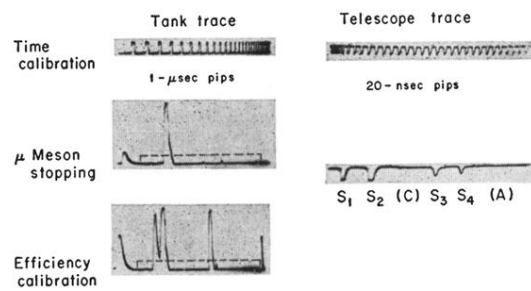 Tank trace
Telescope trace
Time
calibration
1-μsec pips
20-nsec pips
μ Meson
stopping
S₁ S₂ (C) S₃ S₄ (A)
Efficiency
calibration